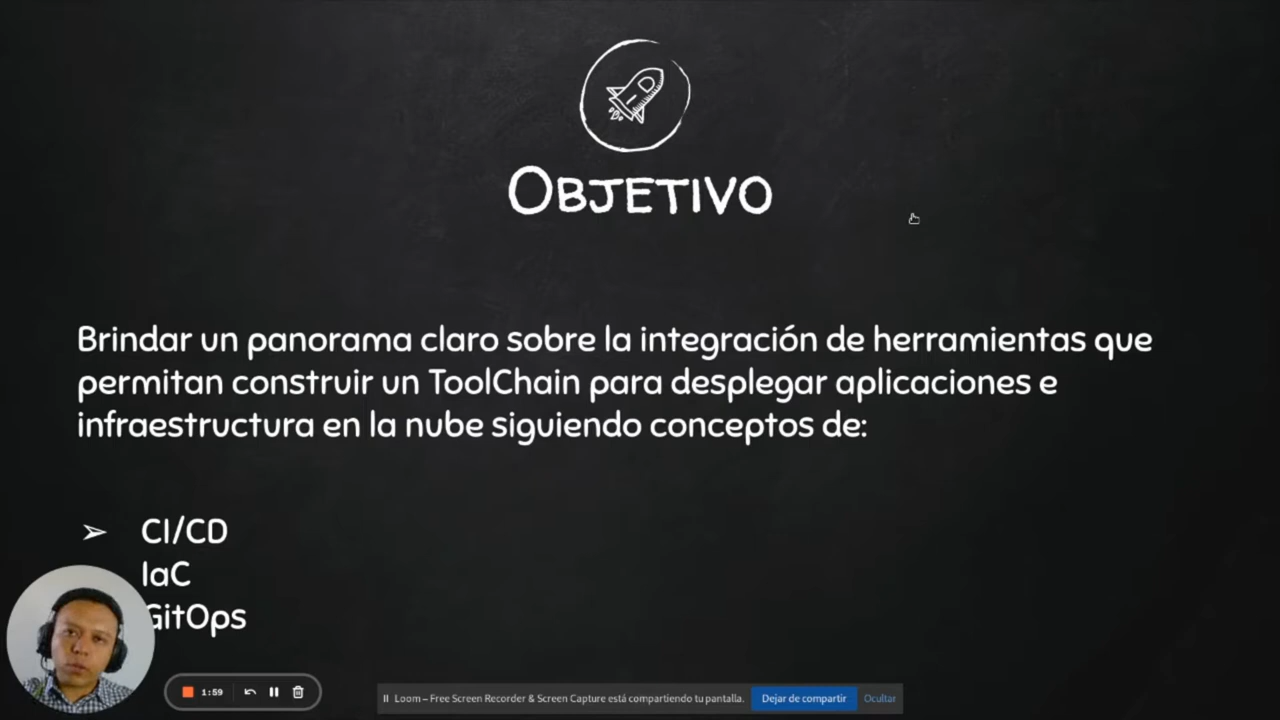 OBJETIVO
Brindar un panorama claro sobre la integración de herramientas que
permitan construir un ToolChain para desplegar aplicaciones e
infraestructura en la nube siguiendo conceptos de:
➢ CI/CD
IaC
GitOps
1:59
Loom – Free Screen Recorder & Screen Capture está compartiendo tu pantalla. Dejar de compartir Ocultar